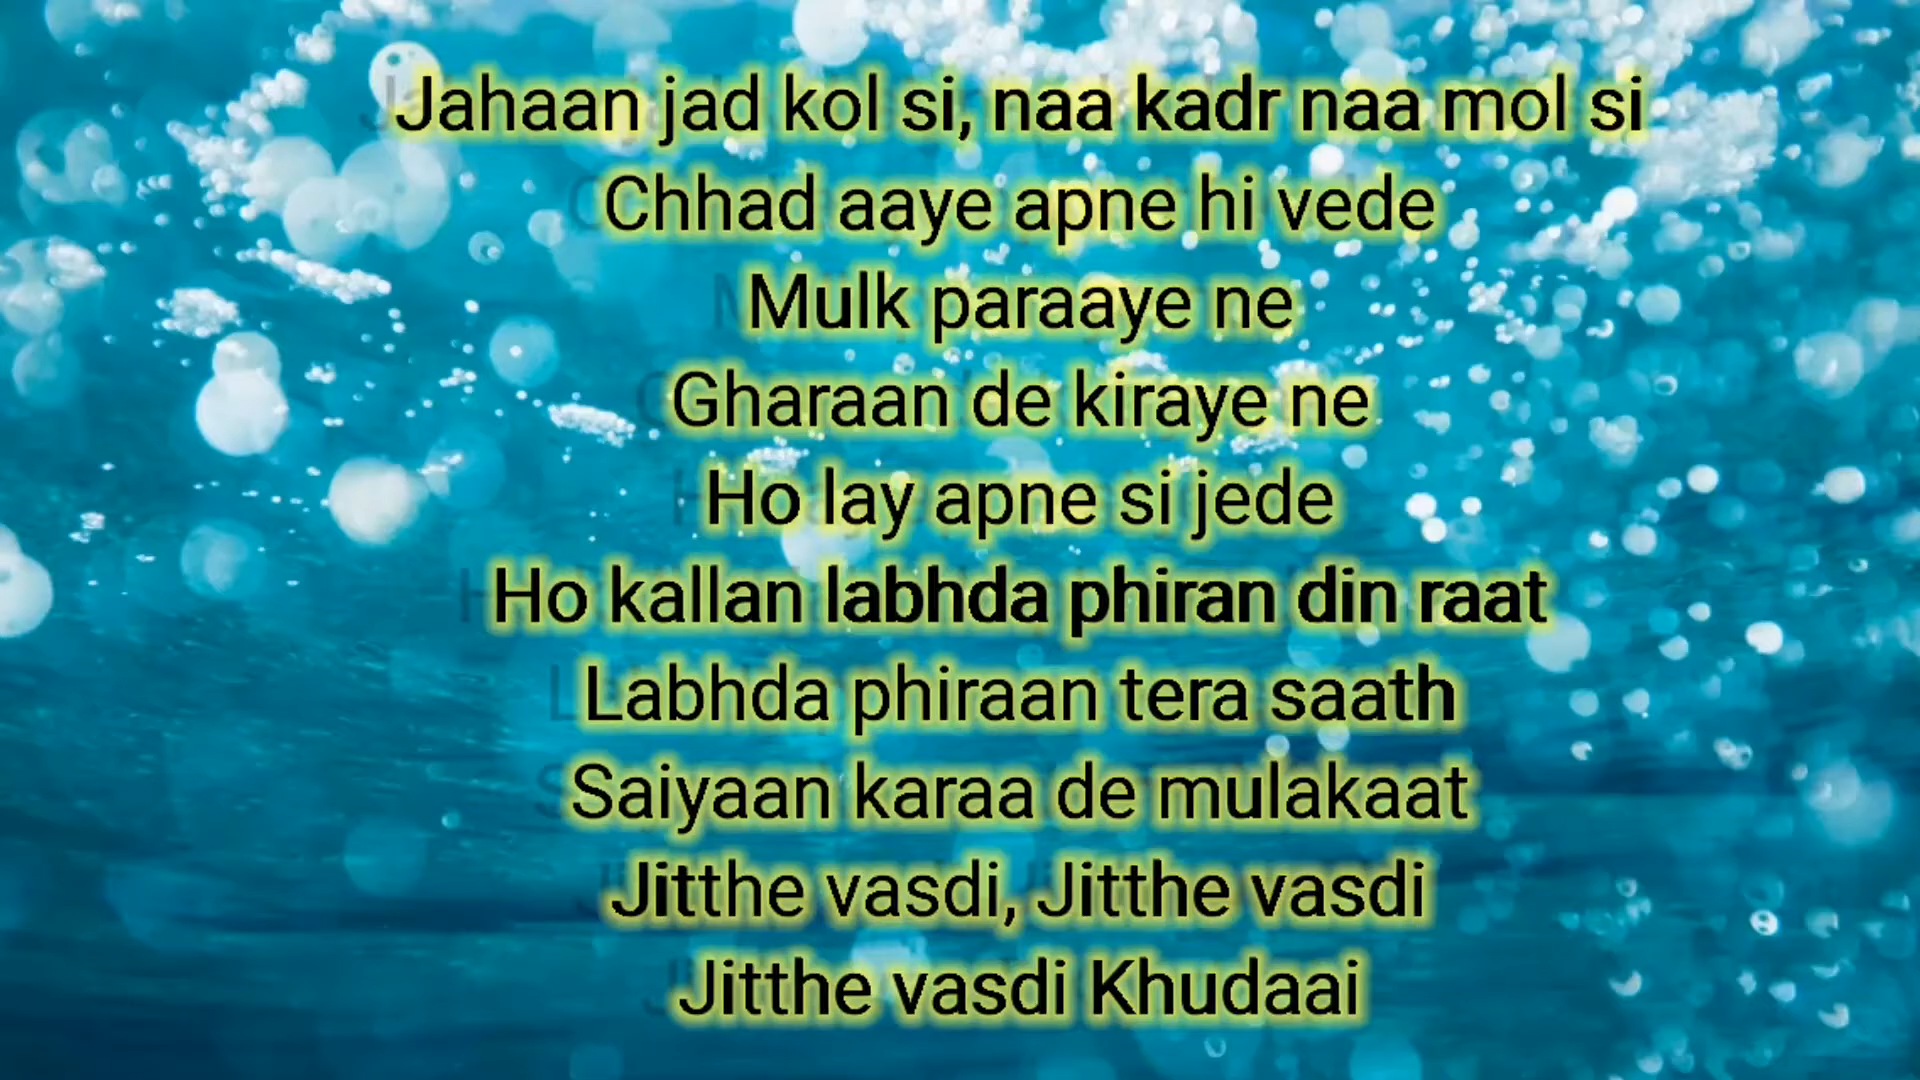 Jahaan jad kol si, naa kadr naa mol si
Chhad aaye apne hi vede
Mulk paraaye ne
Gharaan de kiraye ne
Ho lay apne si jede
Ho kallan labhda phiran din raat
Labhda phiraan tera saath
Saiyaan karaa de mulakaat
Jitthe vasdi, Jitthe vasdi
Jitthe vasdi Khudaai